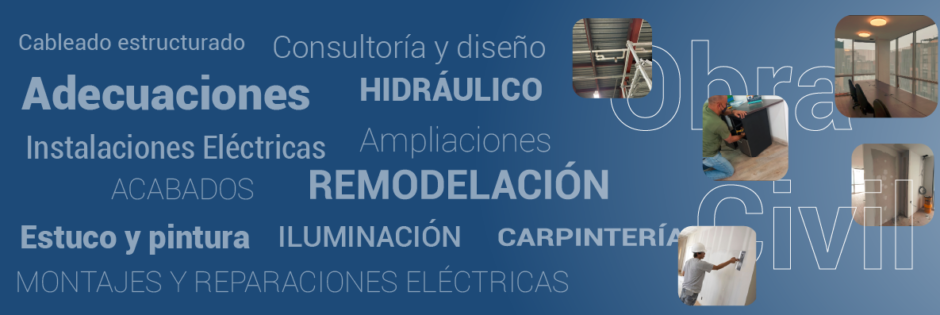 Cableado estructurado
Consultoría y diseño
Adecuaciones
HIDRÁULICO
Instalaciones Eléctricas
Ampliaciones
ACABADOS
REMODELACIÓN
Estuco y pintura
ILUMINACIÓN
CARPINTERÍA
MONTAJES Y REPARACIONES ELÉCTRICAS
Obra
Civil